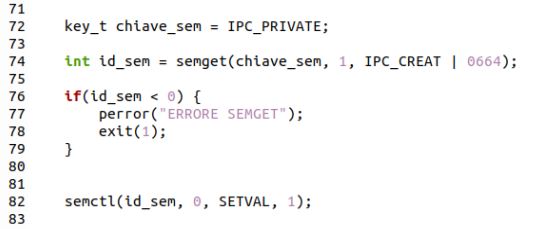 71
72 key_t chiave_sem = IPC_PRIVATE;
73
74 int id_sem = semget(chiave_sem, 1, IPC_CREAT | 0664);
75
76 if(id_sem < 0) {
77 perror("ERRORE SEMGET");
78 exit(1);
79 }
80
81
82 semctl(id_sem, 0, SETVAL, 1);
83